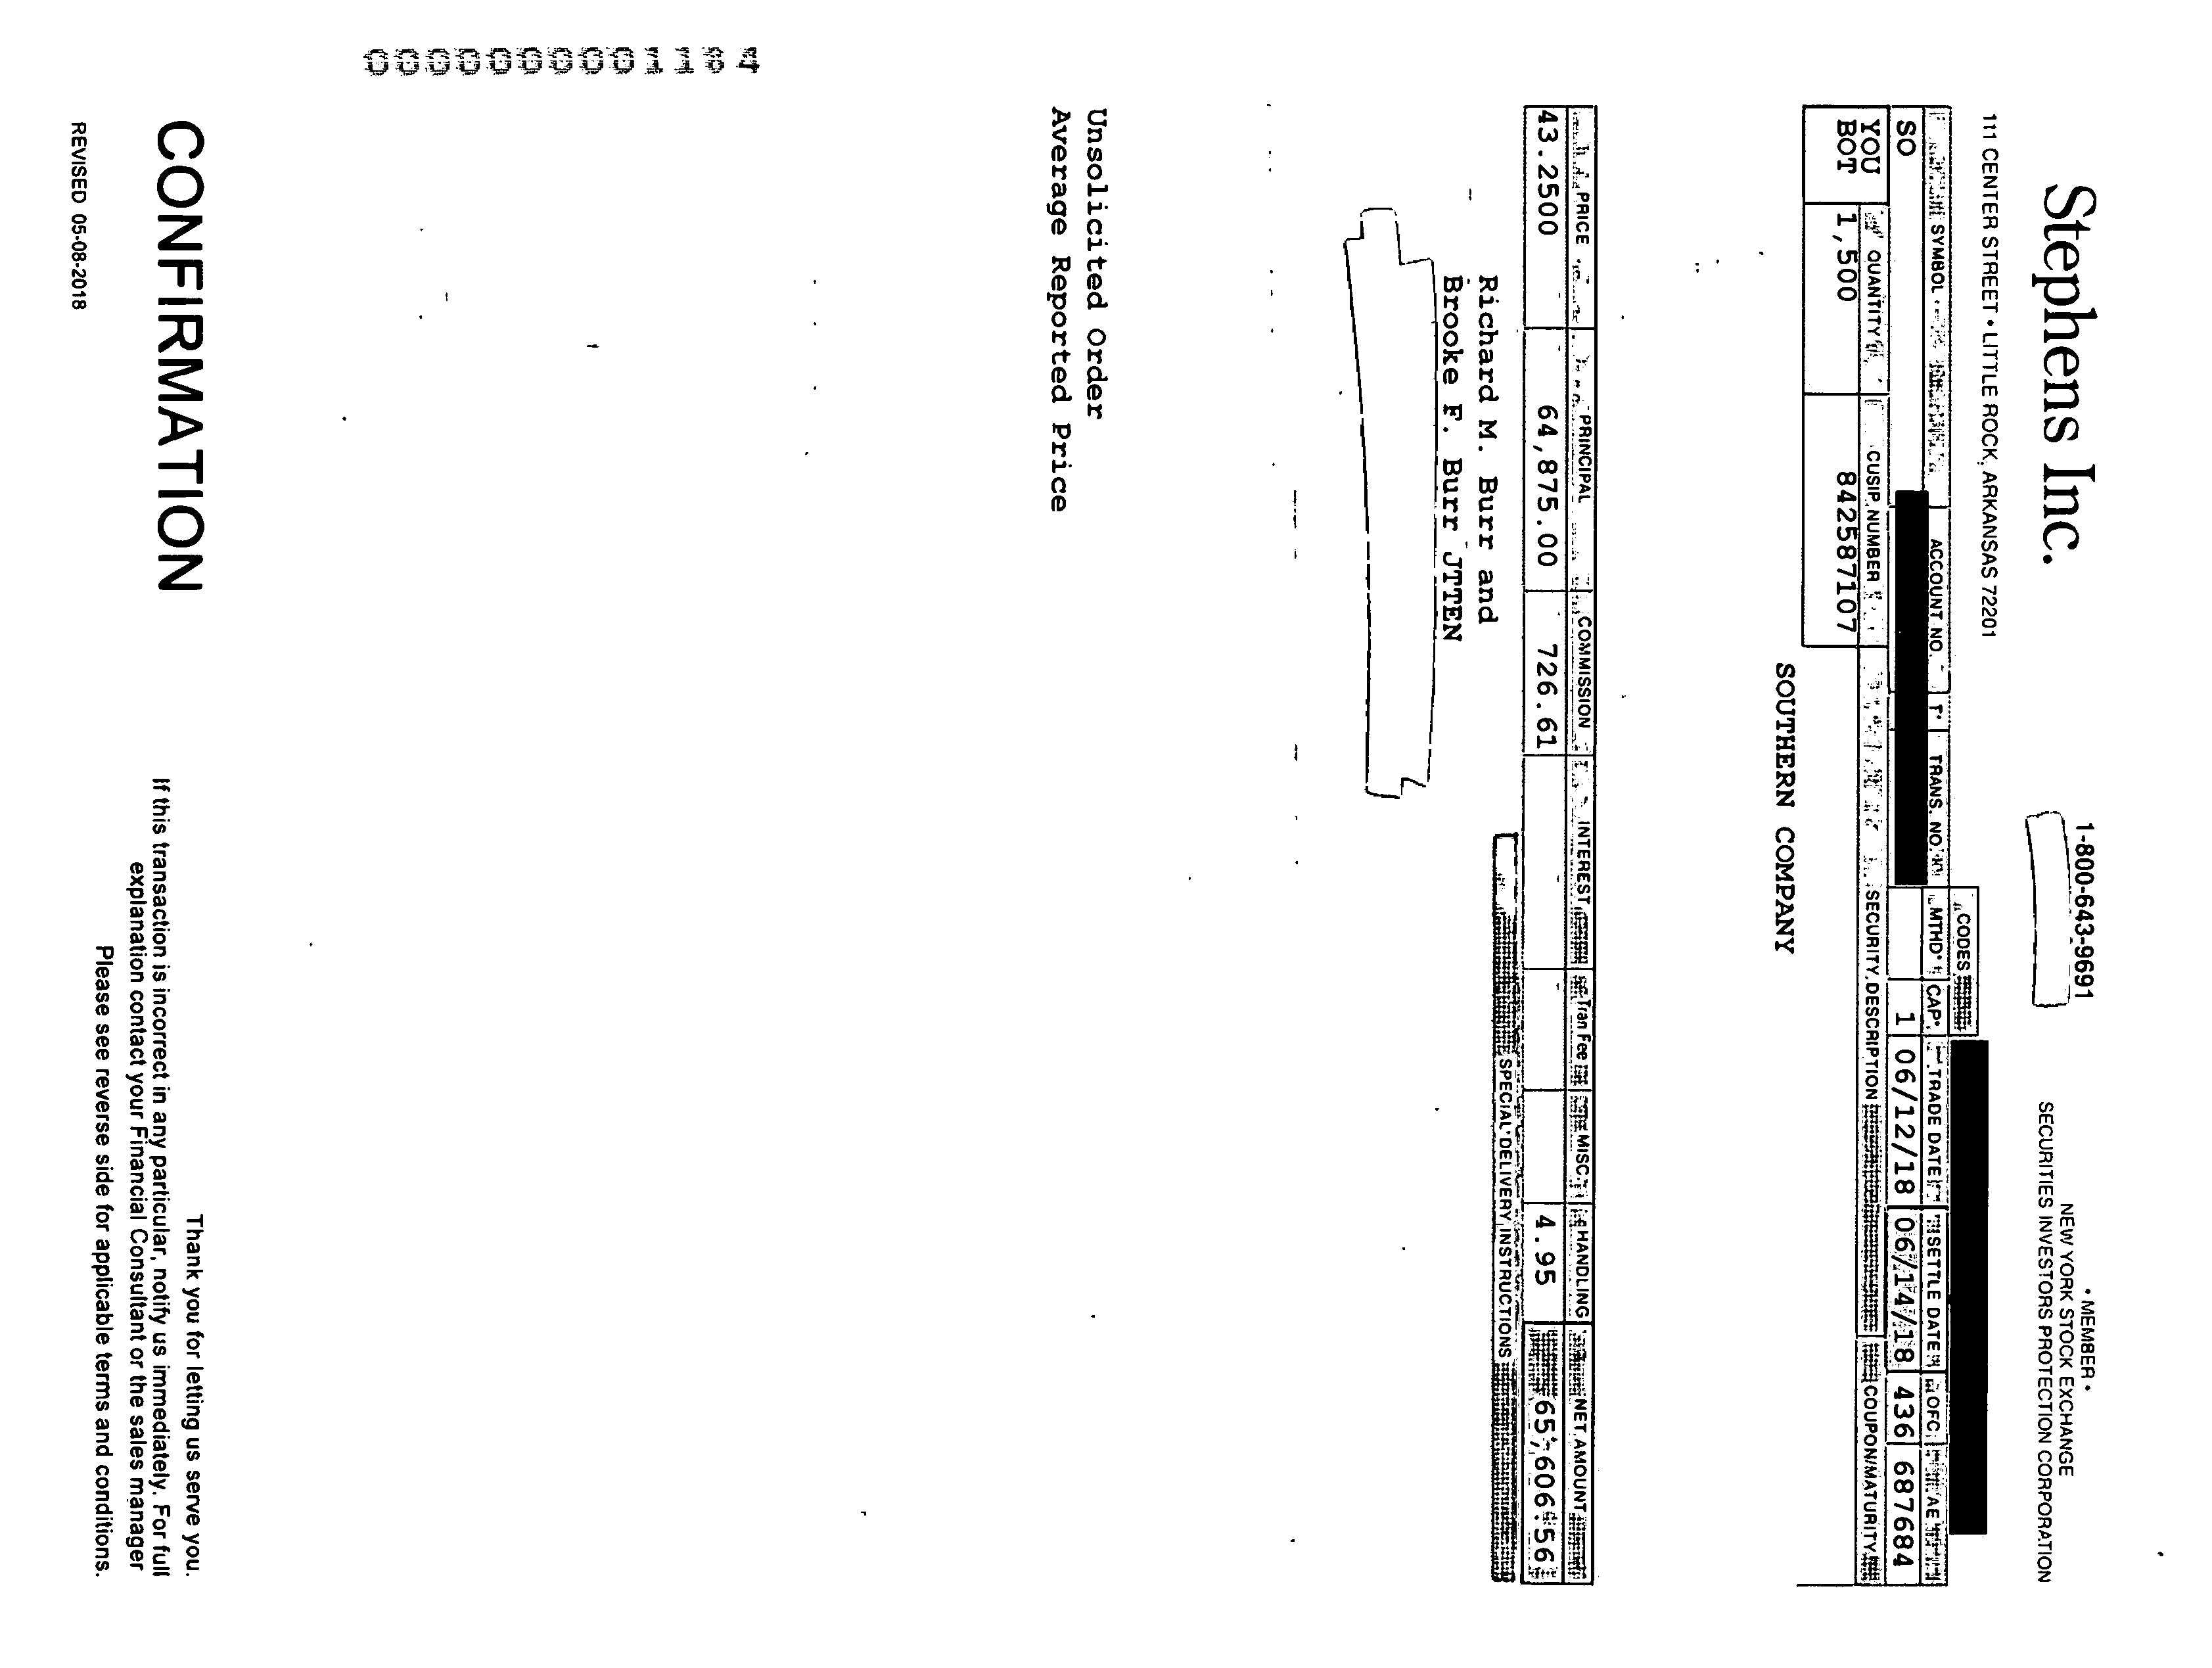 Stephens Inc.
111 CENTER STREET • LITTLE ROCK, ARKANSAS 72201
1-800-643-9691
• MEMBER •
NEW YORK STOCK EXCHANGE
SECURITIES INVESTORS PROTECTION CORPORATION
CODES
SYMBOL ACCOUNT NO. T TRANS. NO. MTHD CAP. TRADE DATE SETTLE DATE OFC AE
SO 1 06/12/18 06/14/18 436 687684
YOU BOT
QUANTITY CUSIP NUMBER SECURITY DESCRIPTION COUPON/MATURITY
1,500 842587107
SOUTHERN COMPANY
PRICE PRINCIPAL COMMISSION INTEREST Tran Fee MISC. HANDLING NET AMOUNT
43.2500 64,875.00 726.61 4.95 65,606.56
SPECIAL DELIVERY INSTRUCTIONS
Richard M. Burr and
Brooke F. Burr JTTEN
Unsolicited Order
Average Reported Price
000000001184
CONFIRMATION
REVISED 05-08-2018
Thank you for letting us serve you.
If this transaction is incorrect in any particular, notify us immediately. For full
explanation contact your Financial Consultant or the sales manager
Please see reverse side for applicable terms and conditions.